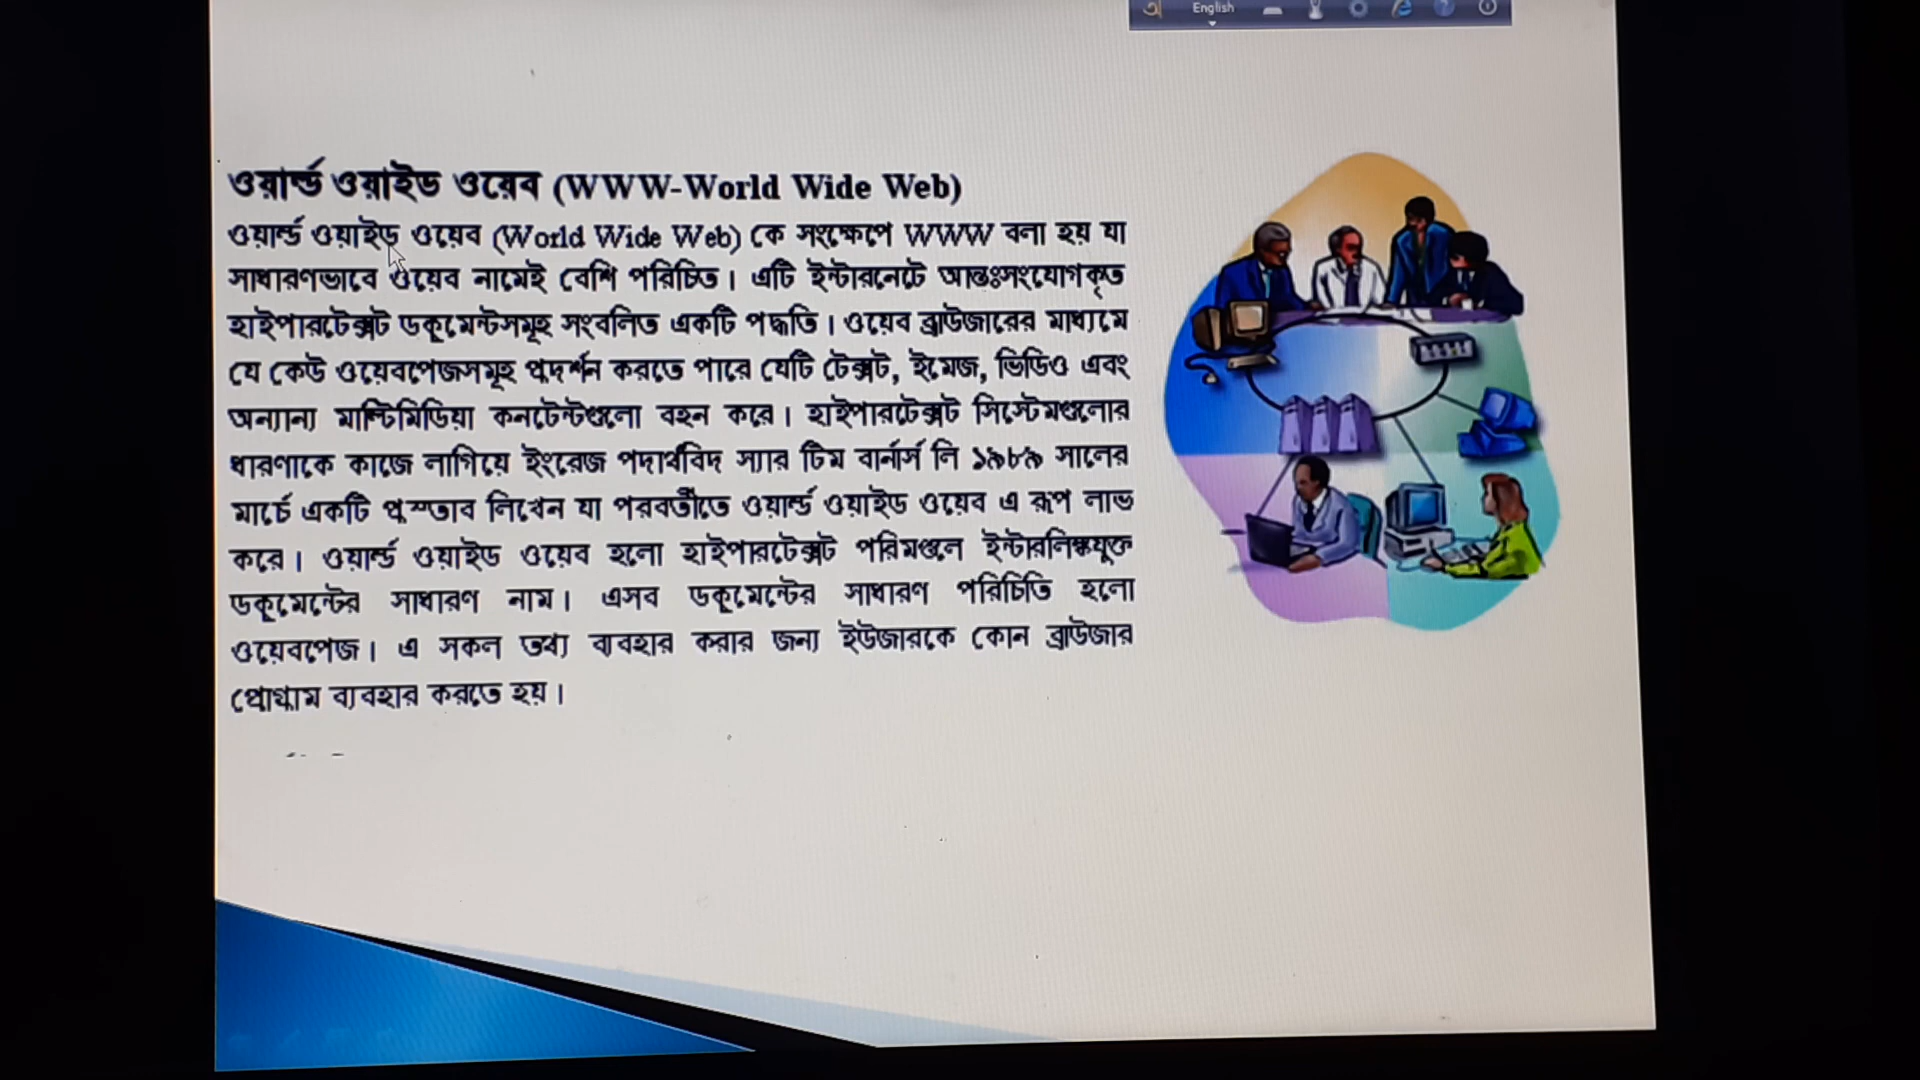 English
ওয়ার্ল্ড ওয়াইড ওয়েব (WWW-World Wide Web)
ওয়ার্ল্ড ওয়াইড ওয়েব (World Wide Web) কে সংক্ষেপে WWW বলা হয় যা
সাধারণভাবে ওয়েব নামেই বেশি পরিচিত। এটি ইন্টারনেটে আন্তঃসংযোগকৃত
হাইপারটেক্সট ডকুমেন্টসমূহ সংবলিত একটি পদ্ধতি। ওয়েব ব্রাউজারের মাধ্যমে
যে কেউ ওয়েবপেজসমূহ প্রদর্শন করতে পারে যেটি টেক্সট, ইমেজ, ভিডিও এবং
অন্যান্য মাল্টিমিডিয়া কনটেন্টগুলো বহন করে। হাইপারটেক্সট সিস্টেমগুলোর
ধারণাকে কাজে লাগিয়ে ইংরেজ পদার্থবিদ স্যার টিম বার্নার্স লি ১৯৮৯ সালের
মার্চে একটি প্রস্তাব লিখেন যা পরবর্তীতে ওয়ার্ল্ড ওয়াইড ওয়েব এ রূপ লাভ
করে। ওয়ার্ল্ড ওয়াইড ওয়েব হলো হাইপারটেক্সট পরিমণ্ডলে ইন্টারলিঙ্কযুক্ত
ডকুমেন্টের সাধারণ নাম। এসব ডকুমেন্টের সাধারণ পরিচিতি হলো
ওয়েবপেজ। এ সকল তথ্য ব্যবহার করার জন্য ইউজারকে কোন ব্রাউজার
প্রোগ্রাম ব্যবহার করতে হয়।